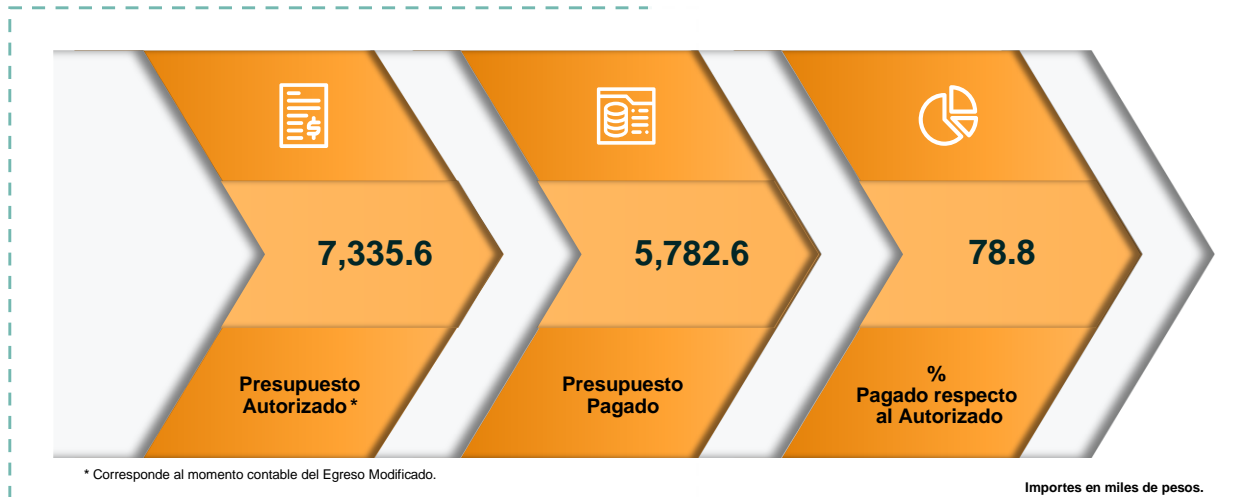 7,335.6
5,782.6
78.8
Presupuesto
Autorizado *
Presupuesto
Pagado
%
Pagado respecto
al Autorizado
* Corresponde al momento contable del Egreso Modificado.
Importes en miles de pesos.